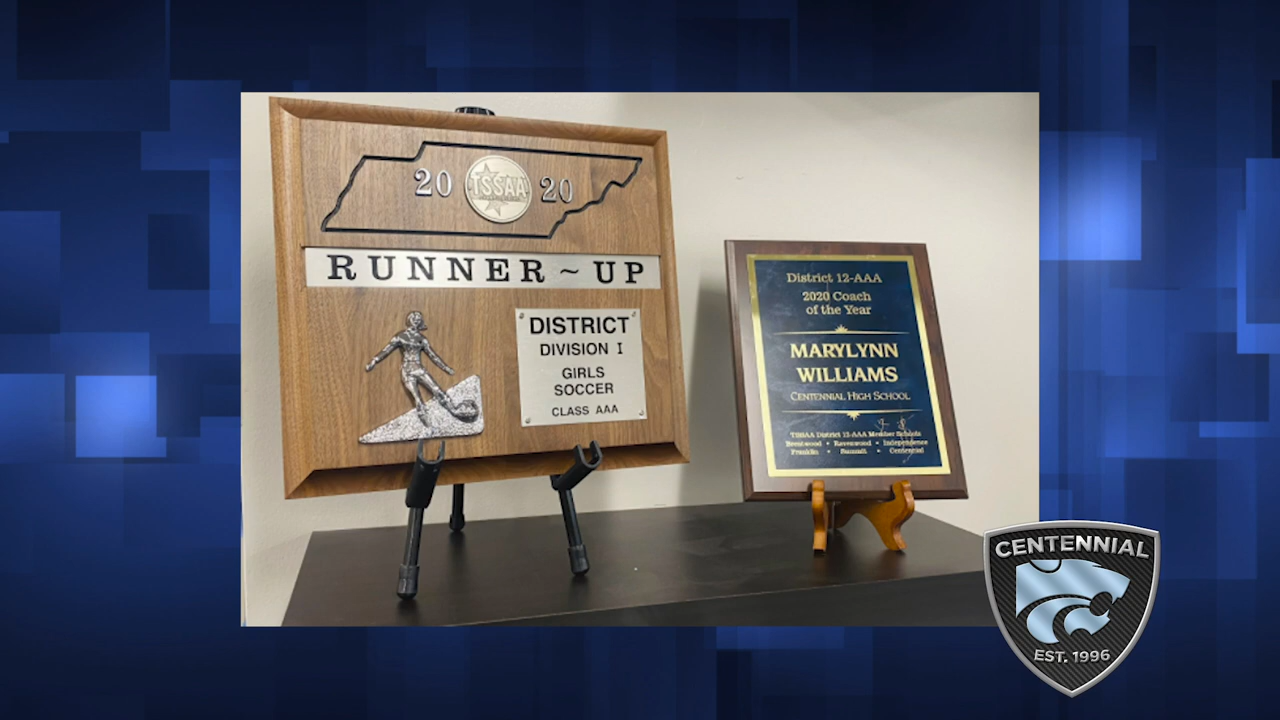 20 TSSAA 20
RUNNER ~ UP
DISTRICT
DIVISION I
GIRLS
SOCCER
CLASS AAA
District 12-AAA
2020 Coach
of the Year
MARYLYNN
WILLIAMS
CENTENNIAL HIGH SCHOOL
TSSAA District 12-AAA Member Schools
Brentwood • Ravenwood • Independence
Franklin • Summit • Centennial
CENTENNIAL
EST. 1996